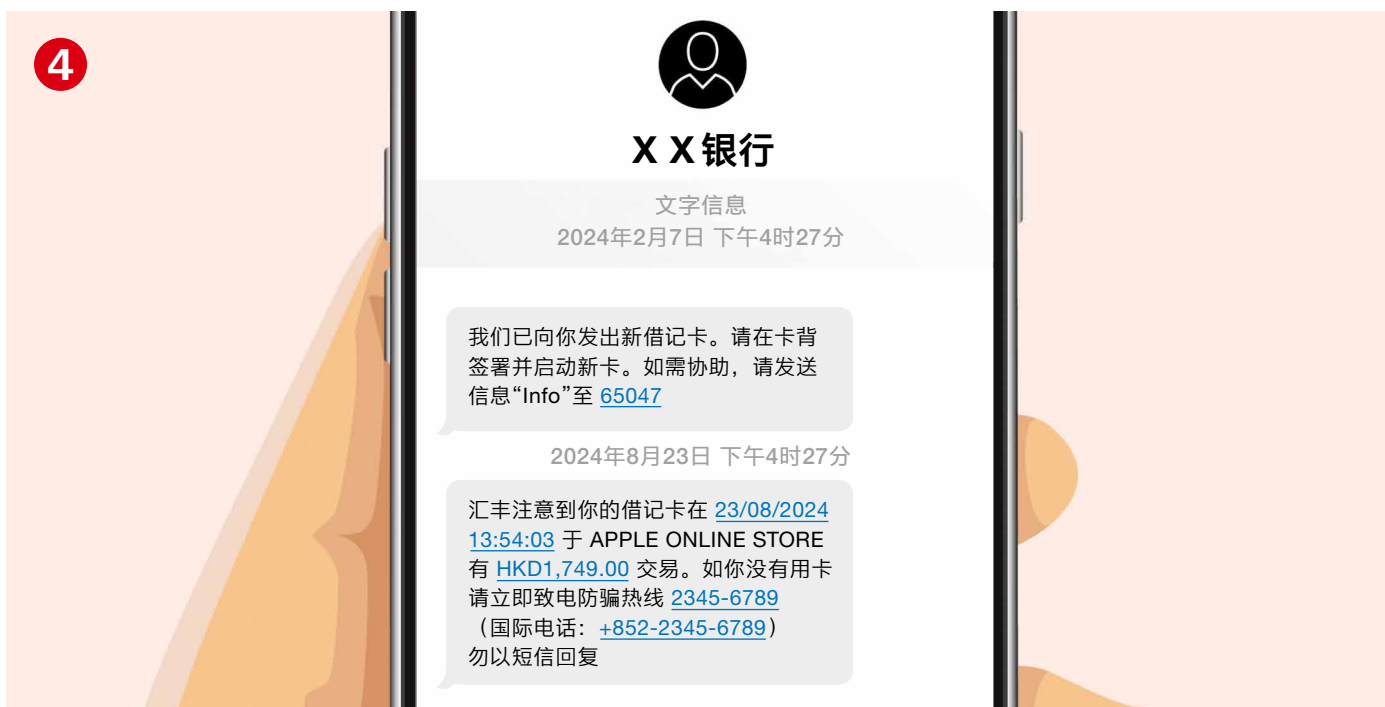 4
X X 银行
文字信息
2024年2月7日 下午4时27分
我们已向你发出新借记卡。请在卡背
签署并启动新卡。如需协助，请发送
信息“Info”至 65047
2024年8月23日 下午4时27分
汇丰注意到你的借记卡在 23/08/2024
13:54:03 于 APPLE ONLINE STORE
有 HKD1,749.00 交易。如你没有用卡
请立即致电防骗热线 2345-6789
（国际电话：+852-2345-6789）
勿以短信回复